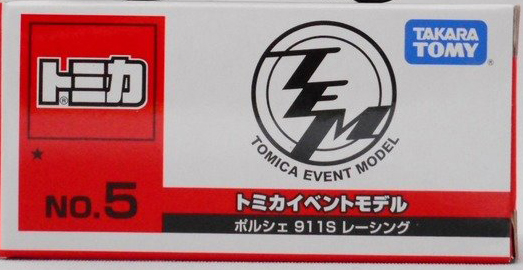 トミカ®
TEM
TOMICA EVENT MODEL
TAKARA
TOMY®
★
NO.5
トミカイベントモデル
ポルシェ 911S レーシング